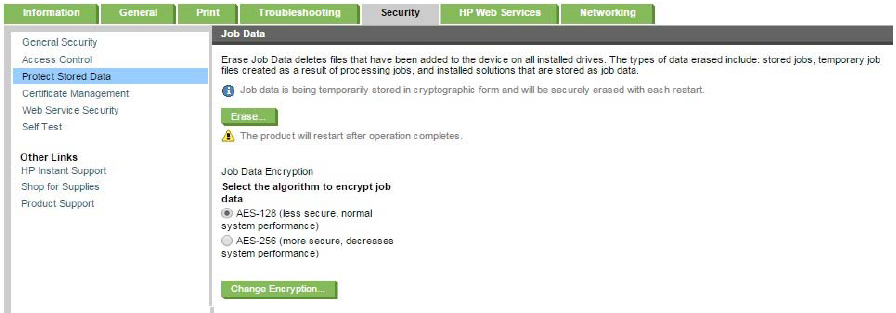 Information General Print Troubleshooting Security HP Web Services Networking
General Security
Access Control
Protect Stored Data
Certificate Management
Web Service Security
Self Test
Other Links
HP Instant Support
Shop for Supplies
Product Support
Job Data
Erase Job Data deletes files that have been added to the device on all installed drives. The types of data erased include: stored jobs, temporary job
files created as a result of processing jobs, and installed solutions that are stored as job data.
Job data is being temporarily stored in cryptographic form and will be securely erased with each restart.
Erase...
The product will restart after operation completes.
Job Data Encryption
Select the algorithm to encrypt job
data
AES-128 (less secure, normal
system performance)
AES-256 (more secure, decreases
system performance)
Change Encryption...